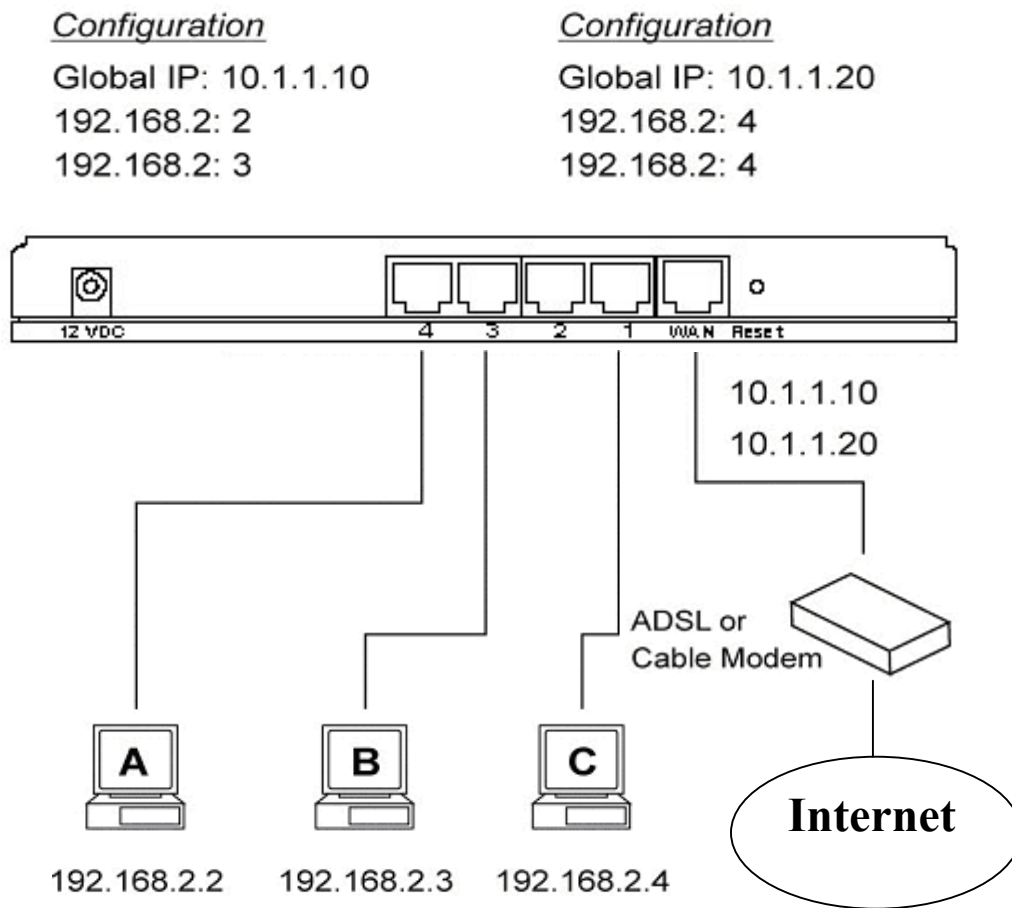 Configuration
Global IP: 10.1.1.10
192.168.2: 2
192.168.2: 3
Configuration
Global IP: 10.1.1.20
192.168.2: 4
192.168.2: 4
12 VDC
4
3
2
1
WAN
Reset
10.1.1.10
10.1.1.20
ADSL or
Cable Modem
A
B
C
Internet
192.168.2.2
192.168.2.3
192.168.2.4